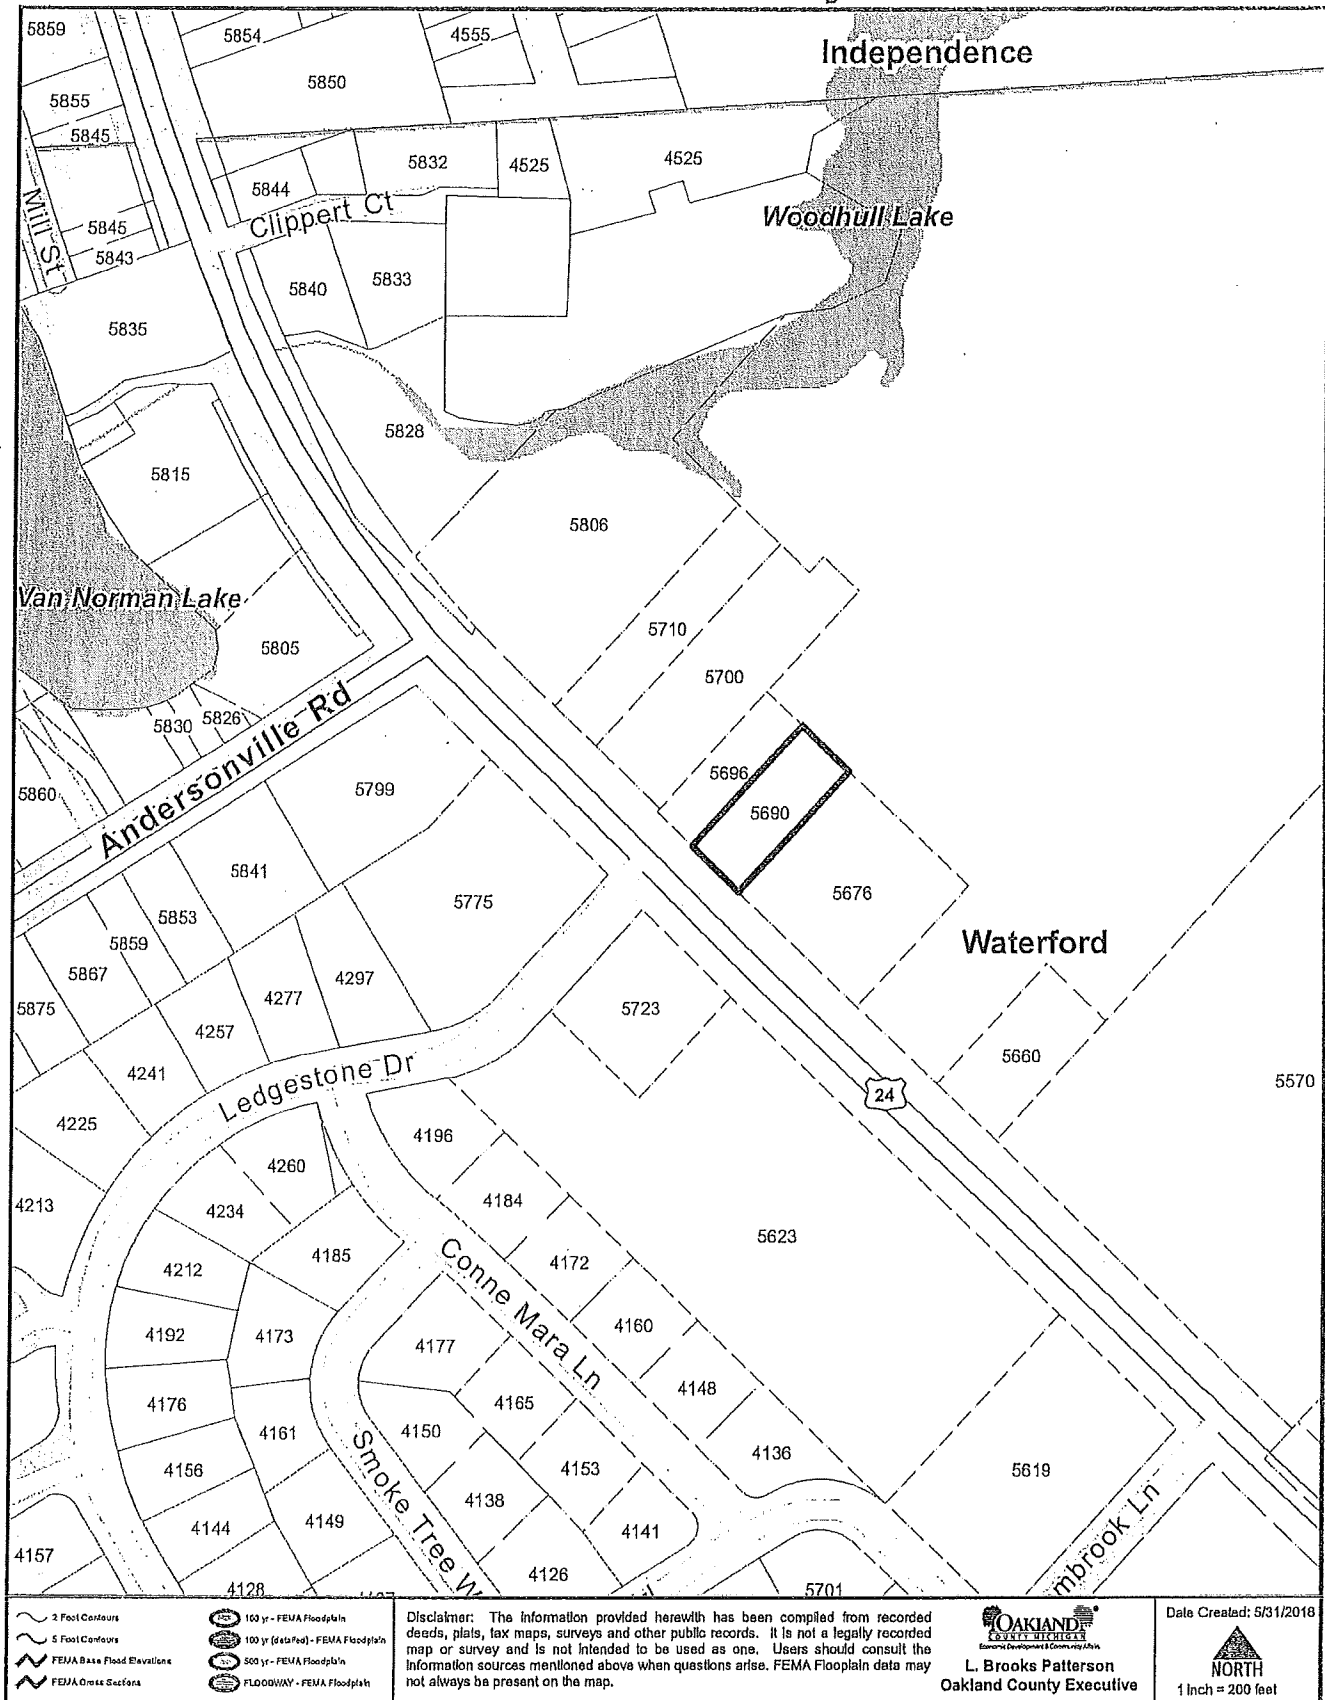 Independence
5859
5854
4555
5850
5855
5845
5832
4525
4525
5844
Mill St
Clippert Ct
Woodhull Lake
5845
5843
5840
5833
5835
5828
5815
5806
Van Norman Lake
5710
5805
5700
5830
5826
Andersonville Rd
5696
5860
5799
5690
5841
5775
5676
5853
5859
Waterford
5867
4297
4277
5875
5723
4257
5660
4241
5570
24
Ledgestone Dr
4225
4196
4260
4184
4213
4234
5623
4185
4172
4212
Conne Mara Ln
4160
4192
4173
4177
4148
4176
4165
4150
4161
4136
4156
4153
5619
Smoke Tree W
4138
4144
4149
4141
mbrook Ln
4157
4126
4128
5701
2 Foot Contours
5 Foot Contours
FEMA Base Flood Elevations
FEMA Cross Sections
100 yr - FEMA Floodplain
100 yr (detailed) - FEMA Floodplain
500 yr - FEMA Floodplain
FLOODWAY - FEMA Floodplain
Disclaimer: The information provided herewith has been compiled from recorded
deeds, plats, tax maps, surveys and other public records. It is not a legally recorded
map or survey and is not intended to be used as one. Users should consult the
information sources mentioned above when questions arise. FEMA Flooplain data may
not always be present on the map.
OAKLAND
COUNTY MICHIGAN
Economic Development & Community Affairs
L. Brooks Patterson
Oakland County Executive
Date Created: 5/31/2018
NORTH
1 inch = 200 feet